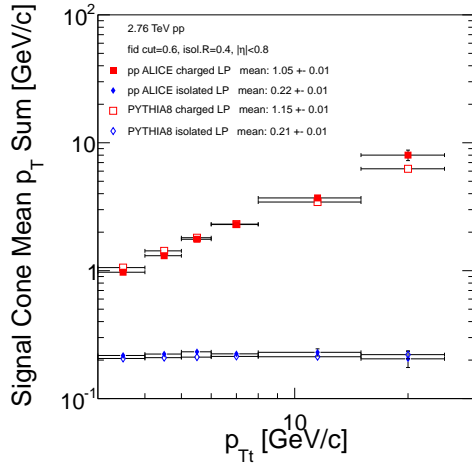 2.76 TeV pp
fid cut=0.6, isol.R=0.4, |η|<0.8
pp ALICE charged LP mean: 1.05 +- 0.01
pp ALICE isolated LP mean: 0.22 +- 0.01
PYTHIA8 charged LP mean: 1.15 +- 0.01
PYTHIA8 isolated LP mean: 0.21 +- 0.01
Signal Cone Mean p_T Sum [GeV/c]
10²
10
1
10⁻¹
10
p_Tt [GeV/c]